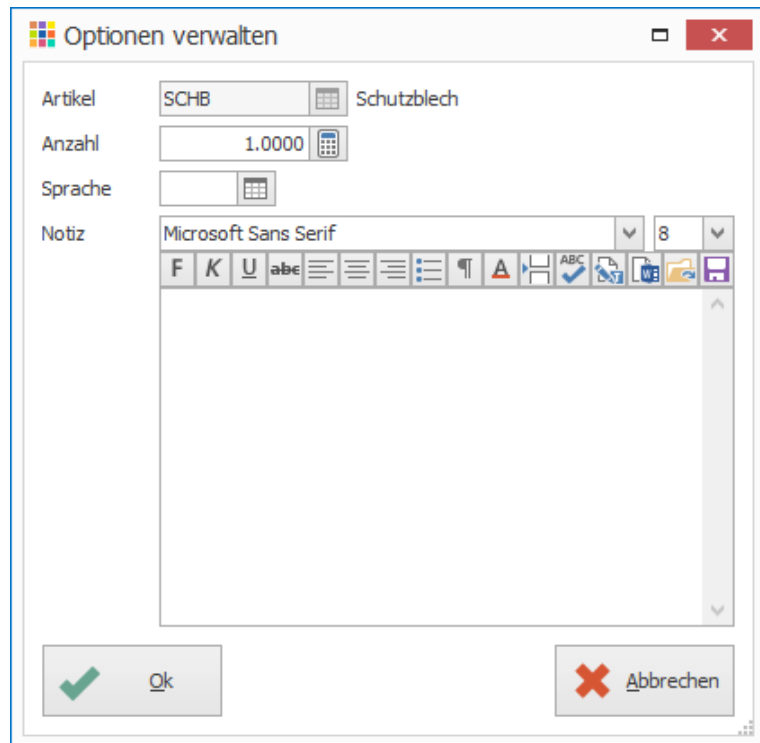 Optionen verwalten
Artikel SCHB Schutzblech
Anzahl 1.0000
Sprache
Notiz Microsoft Sans Serif 8
F K U abc ¶ A ABC T W
Ok Abbrechen